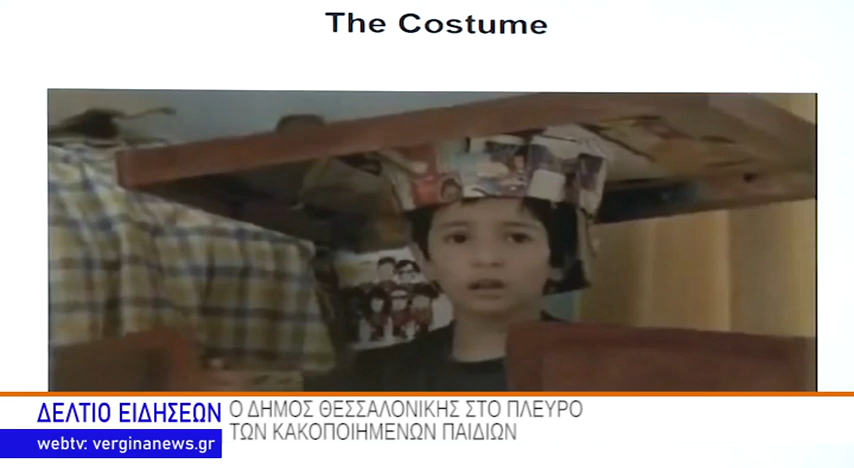 The Costume
ΔΕΛΤΙΟ ΕΙΔΗΣΕΩΝ
webtv: verginanews.gr
Ο ΔΗΜΟΣ ΘΕΣΣΑΛΟΝΙΚΗΣ ΣΤΟ ΠΛΕΥΡΟ
ΤΩΝ ΚΑΚΟΠΟΙΗΜΕΝΩΝ ΠΑΙΔΙΩΝ